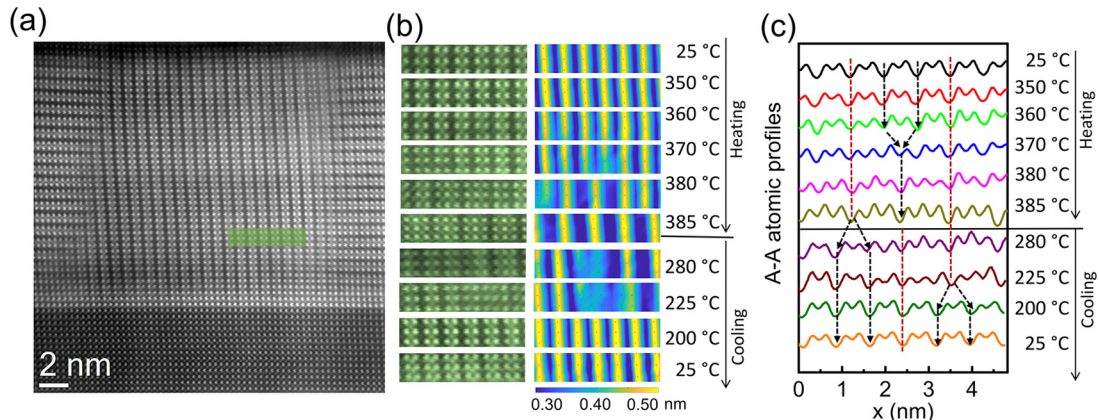 (a)
2 nm
(b)
25 °C
350 °C
360 °C
370 °C
380 °C
385 °C
280 °C
225 °C
200 °C
25 °C
Heating
Cooling
0.30 0.40 0.50 nm
(c)
A-A atomic profiles
25 °C
350 °C
360 °C
370 °C
380 °C
385 °C
280 °C
225 °C
200 °C
25 °C
Heating
Cooling
0 1 2 3 4
x (nm)